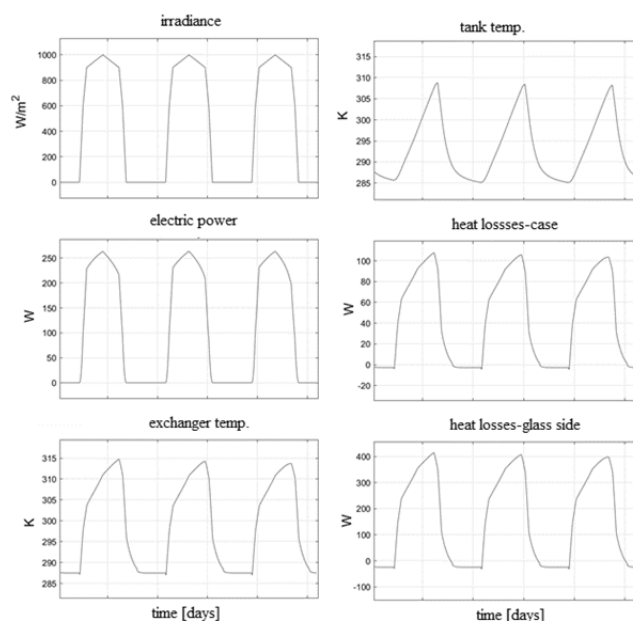 irradiance
W/m²
1000
800
600
400
200
0
tank temp.
K
315
310
305
300
295
290
285
electric power
W
250
200
150
100
50
0
heat lossses-case
W
100
80
60
40
20
0
-20
exchanger temp.
K
315
310
305
300
295
290
285
time [days]
heat losses-glass side
W
400
300
200
100
0
-100
time [days]